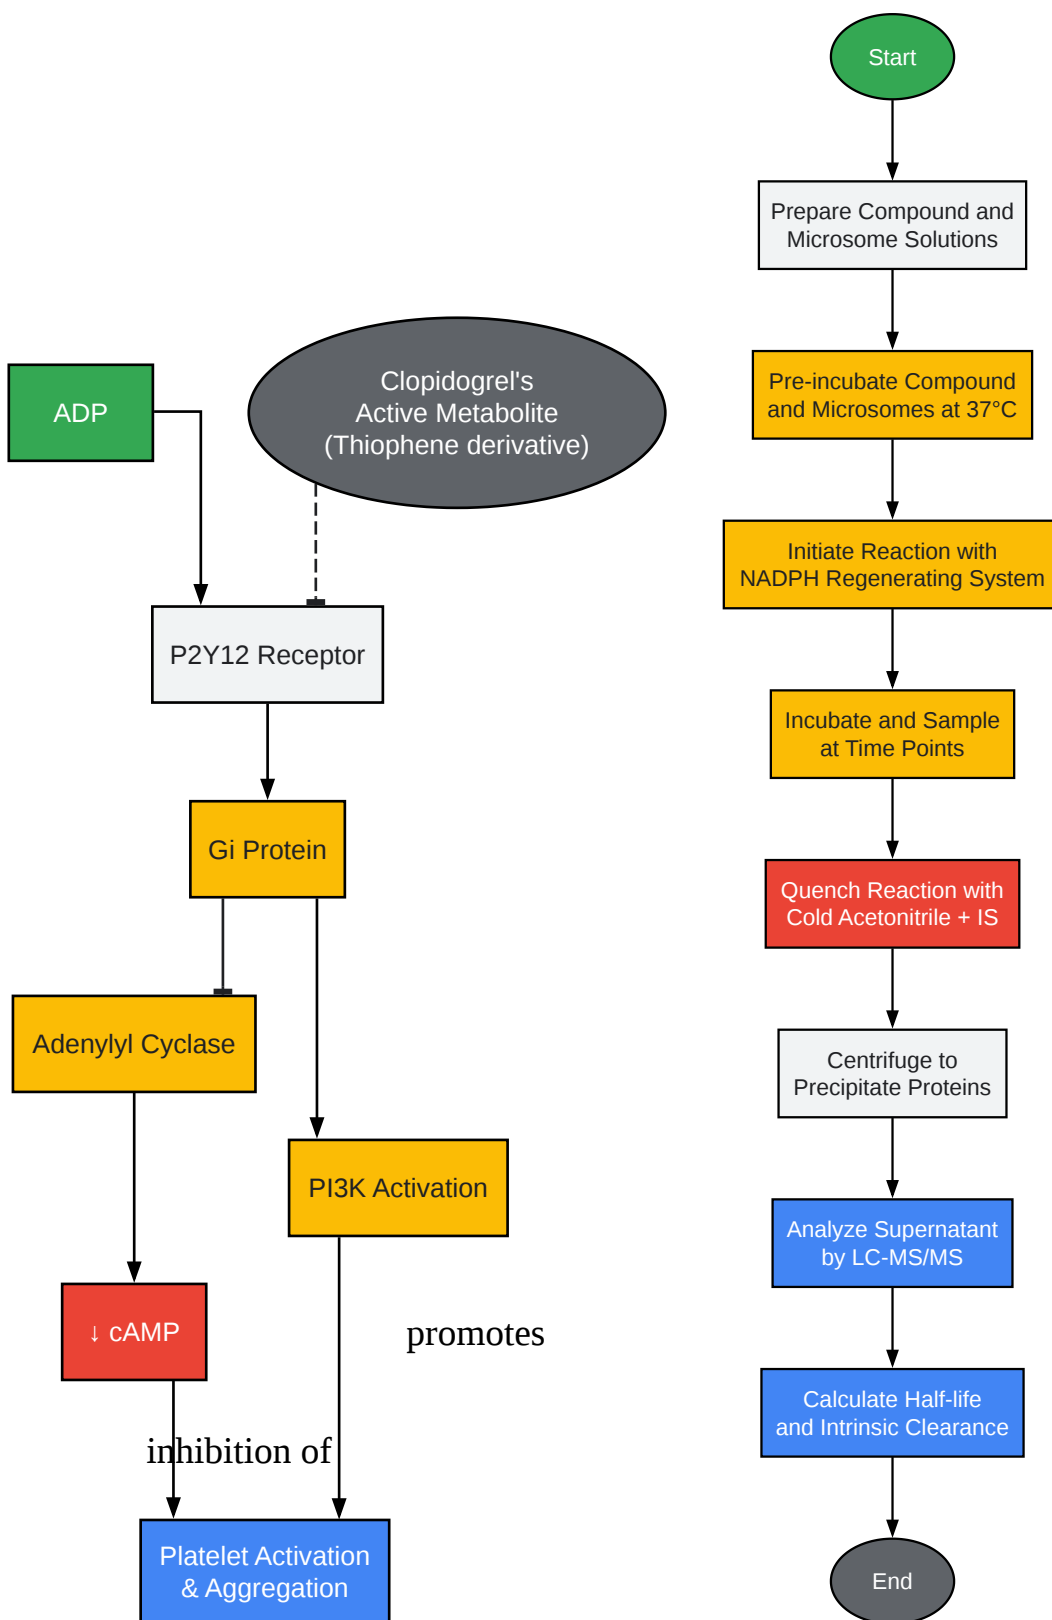 ADP
Clopidogrel's
Active Metabolite
(Thiophene derivative)
P2Y12 Receptor
Gi Protein
Adenylyl Cyclase
PI3K Activation
↓ cAMP
promotes
inhibition of
Platelet Activation
& Aggregation
Start
Prepare Compound and
Microsome Solutions
Pre-incubate Compound
and Microsomes at 37°C
Initiate Reaction with
NADPH Regenerating System
Incubate and Sample
at Time Points
Quench Reaction with
Cold Acetonitrile + IS
Centrifuge to
Precipitate Proteins
Analyze Supernatant
by LC-MS/MS
Calculate Half-life
and Intrinsic Clearance
End